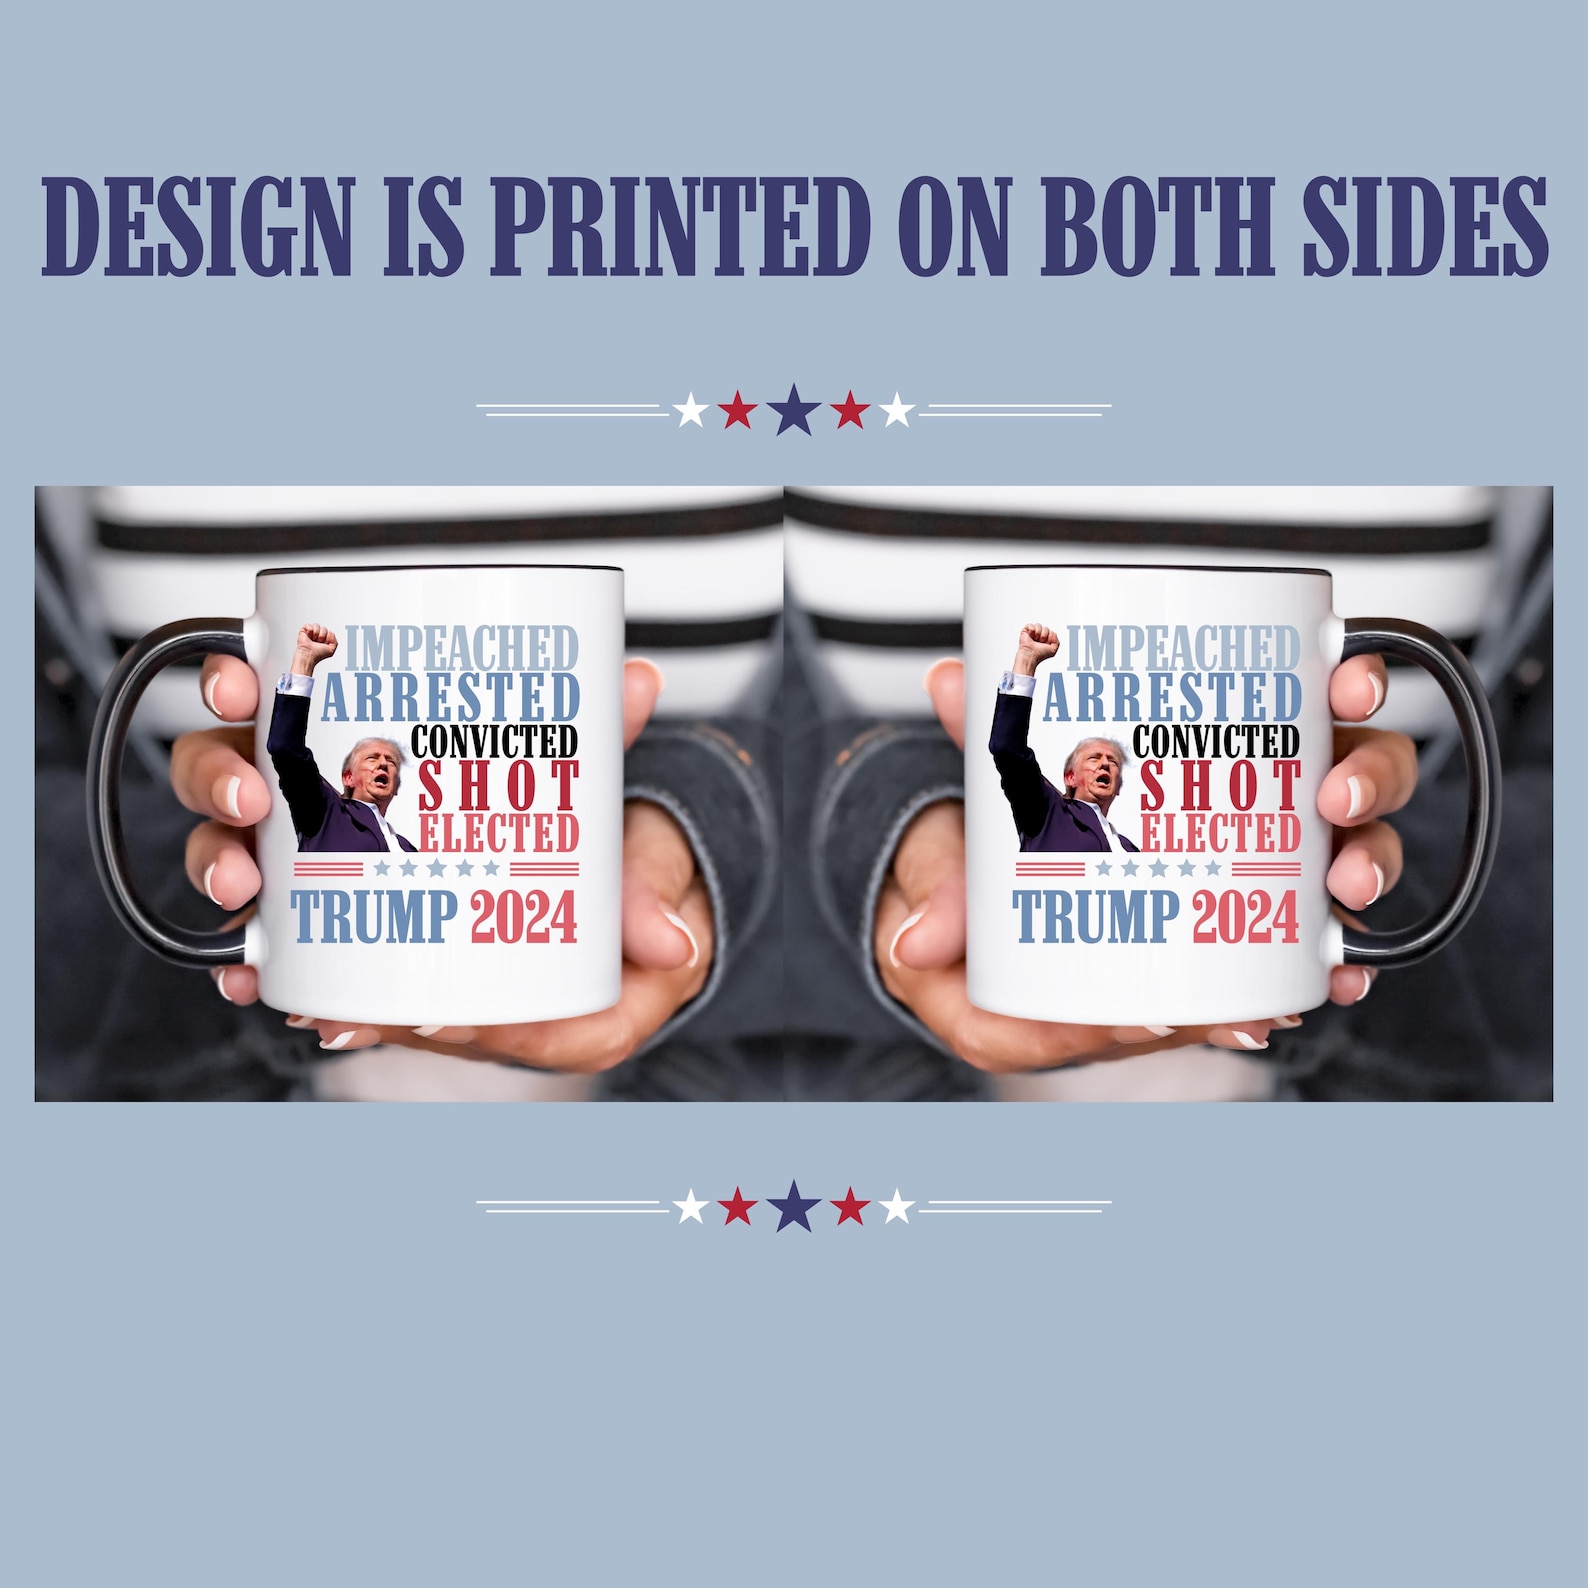 DESIGN IS PRINTED ON BOTH SIDES
IMPEACHED
ARRESTED
CONVICTED
SHOT
ELECTED
TRUMP 2024
IMPEACHED
ARRESTED
CONVICTED
SHOT
ELECTED
TRUMP 2024